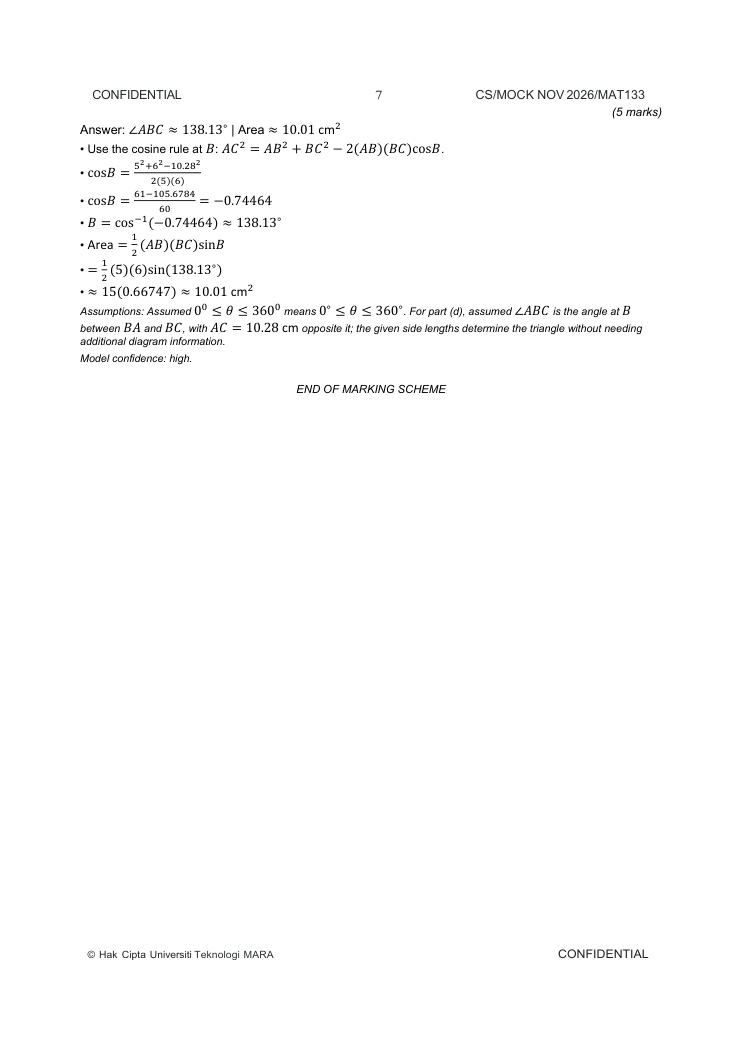 CONFIDENTIAL 7 CS/MOCK NOV 2026/MAT133
(5 marks)
Answer: ∠ABC ≈ 138.13° | Area ≈ 10.01 cm²
• Use the cosine rule at B: AC² = AB² + BC² − 2(AB)(BC)cosB.
• cosB = (5²+6²−10.28²)/(2(5)(6))
• cosB = (61−105.6784)/60 = −0.74464
• B = cos⁻¹(−0.74464) ≈ 138.13°
• Area = 1/2 (AB)(BC)sinB
• = 1/2 (5)(6)sin(138.13°)
• ≈ 15(0.66747) ≈ 10.01 cm²
Assumptions: Assumed 0⁰ ≤ θ ≤ 360⁰ means 0° ≤ θ ≤ 360°. For part (d), assumed ∠ABC is the angle at B
between BA and BC, with AC = 10.28 cm opposite it; the given side lengths determine the triangle without needing
additional diagram information.
Model confidence: high.
END OF MARKING SCHEME
© Hak Cipta Universiti Teknologi MARA CONFIDENTIAL